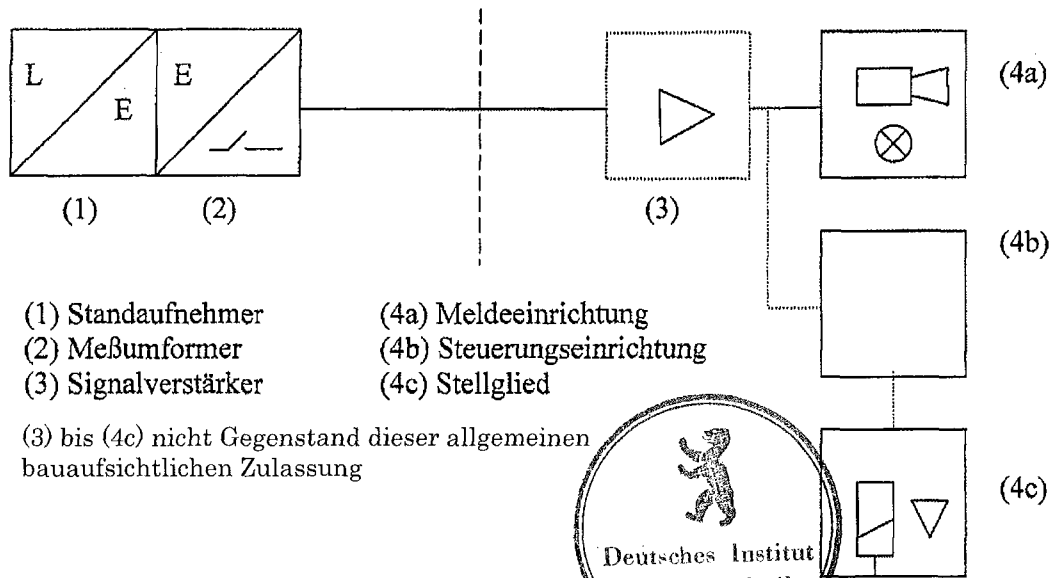 L
E
E
(1)
(2)
(3)
(4a)
(4b)
(4c)
(1) Standaufnehmer
(2) Meßumformer
(3) Signalverstärker
(4a) Meldeeinrichtung
(4b) Steuerungseinrichtung
(4c) Stellglied
(3) bis (4c) nicht Gegenstand dieser allgemeinen
bauaufsichtlichen Zulassung
Deutsches Institut